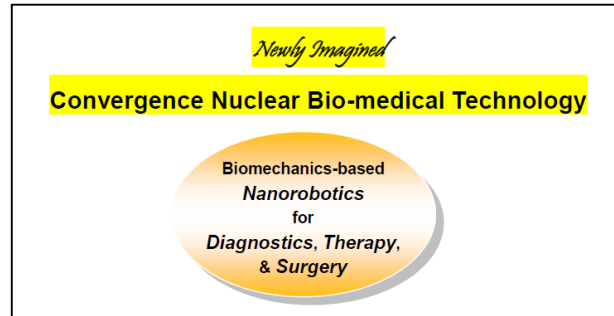 Newly Imagined
Convergence Nuclear Bio-medical Technology
Biomechanics-based
Nanorobotics
for
Diagnostics, Therapy,
& Surgery